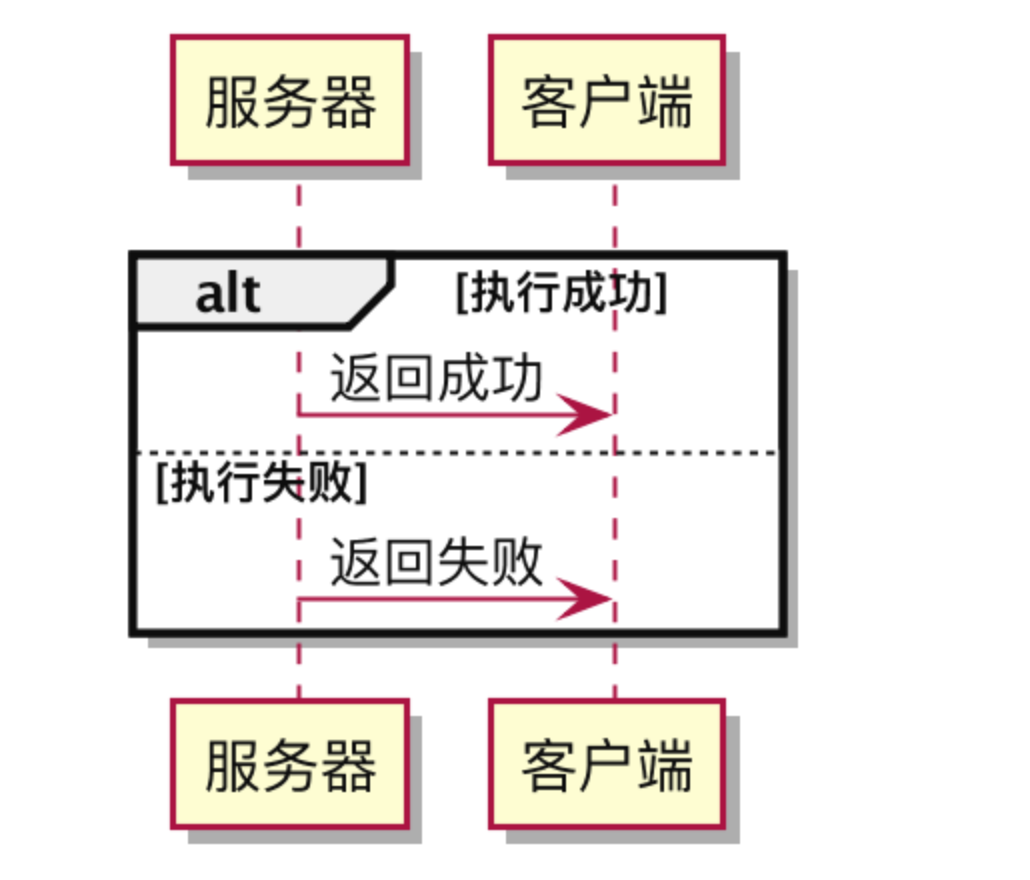 服务器 客户端
alt [执行成功]
返回成功
[执行失败]
返回失败
服务器 客户端